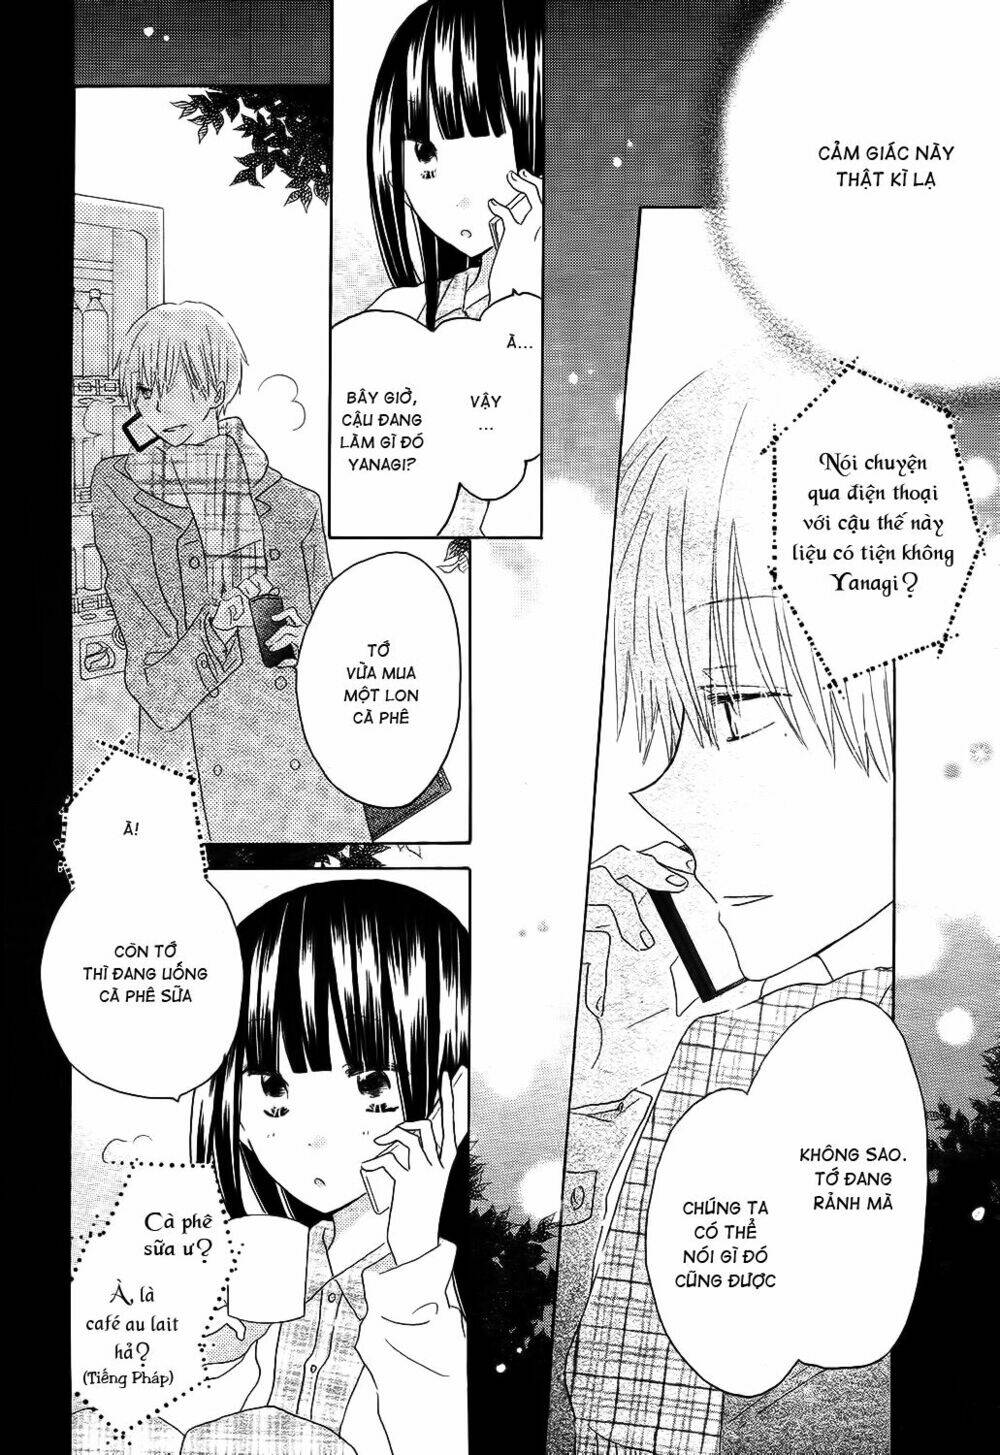 CẢM GIÁC NÀY
THẬT KÌ LẠ
Nói chuyện
qua điện thoại
với cậu thế này
liệu có tiện không
Yanagi?
KHÔNG SAO.
TỚ ĐANG
RẢNH MÀ
CHÚNG TA
CÓ THỂ
NÓI GÌ ĐÓ
CŨNG ĐƯỢC
À...
VẬY
...
BÂY GIỜ,
CẬU ĐANG
LÀM GÌ ĐÓ
YANAGI?
TỚ
VỪA MUA
MỘT LON
CÀ PHÊ
À!
CÒN TỚ
THÌ ĐANG UỐNG
CÀ PHÊ SỮA
Cà phê
sữa ư?
À là
café au lait
hả?
(Tiếng Pháp)